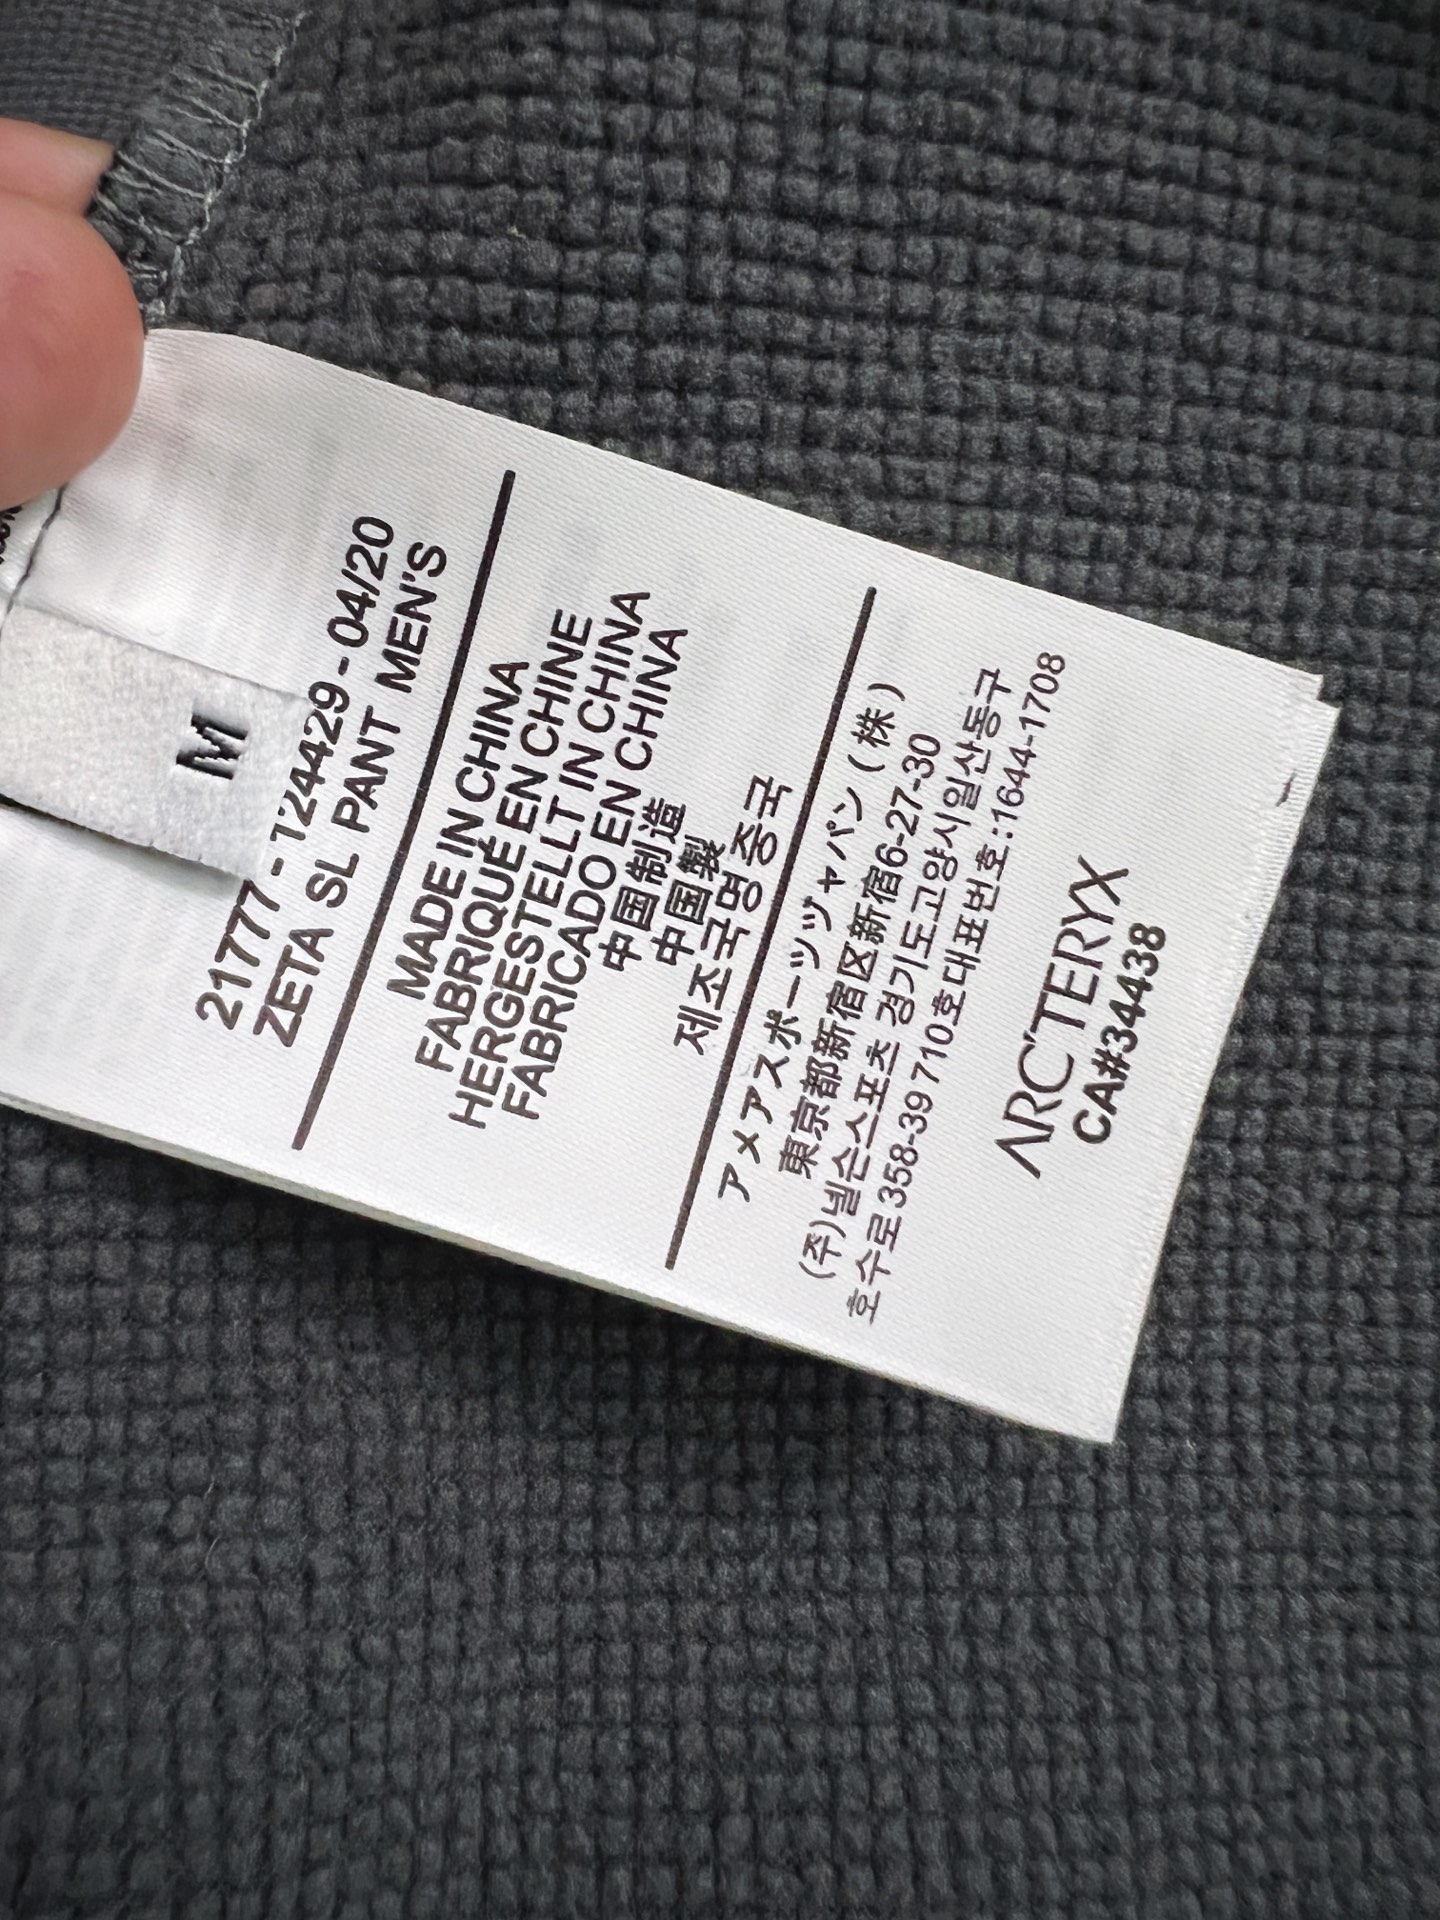 M
21777 - 124429 - 04/20
ZETA SL PANT MEN'S
MADE IN CHINA
FABRIQUÉ EN CHINE
HERGESTELLT IN CHINA
FABRICADO EN CHINA
中国制造
中国製
제조국명중국
アメアスポーツッジャパン (株)
東京都新宿区新宿6-27-30
(주)넬슨스포츠 경기도고양시일산동구
호수로 358-39 710호대표번호:1644-1708
ARC'TERYX
CA#34438